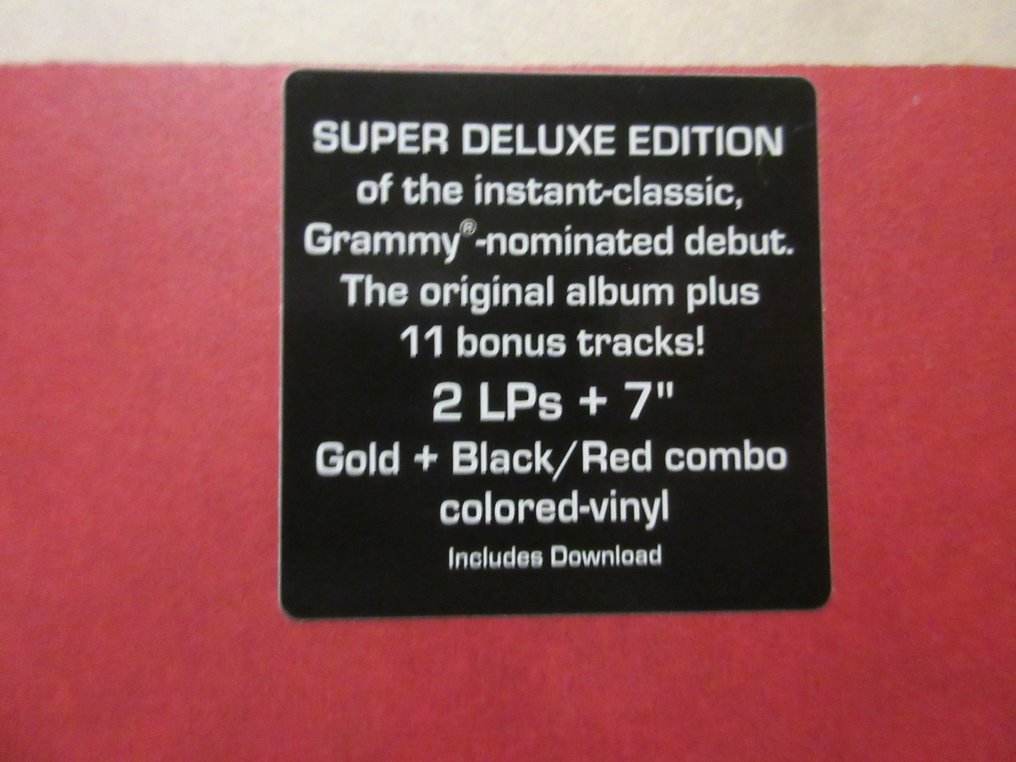 SUPER DELUXE EDITION
of the instant-classic,
Grammy®-nominated debut.
The original album plus
11 bonus tracks!
2 LPs + 7"
Gold + Black/Red combo
colored-vinyl
Includes Download